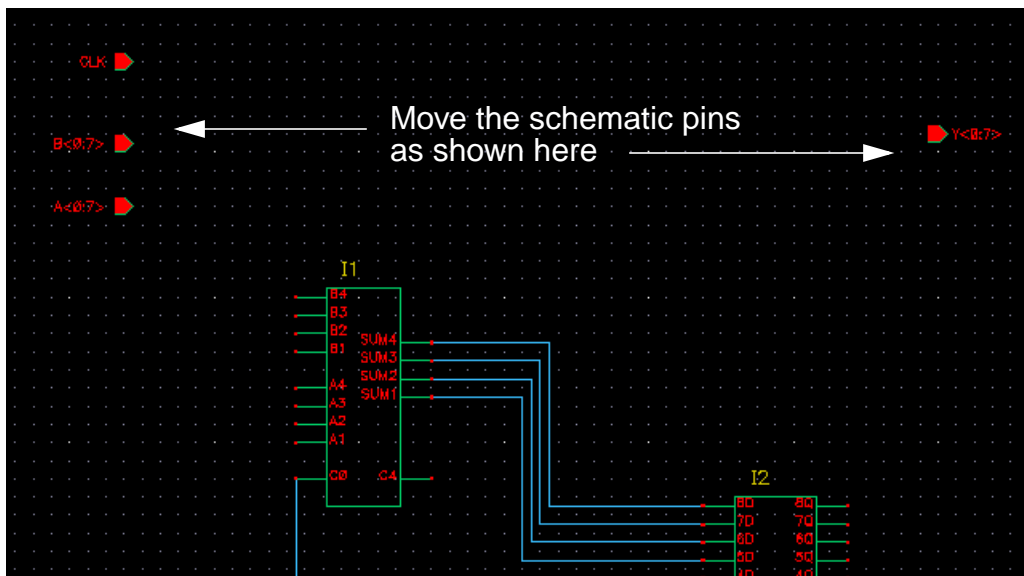 CLK
Move the schematic pins
as shown here
B<0:7>
Y<0:7>
A<0:7>
I1
B4
B3
B2
B1
SUM4
SUM3
SUM2
SUM1
A4
A3
A2
A1
C0
C4
I2
8D
8Q
7D
7Q
6D
6Q
5D
5Q
4D
4Q